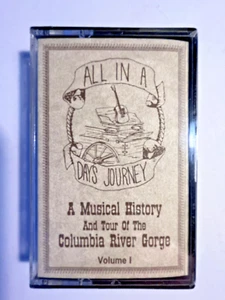 ALL IN A
DAYS JOURNEY
A Musical History
And Tour Of The
Columbia River Gorge
Volume I